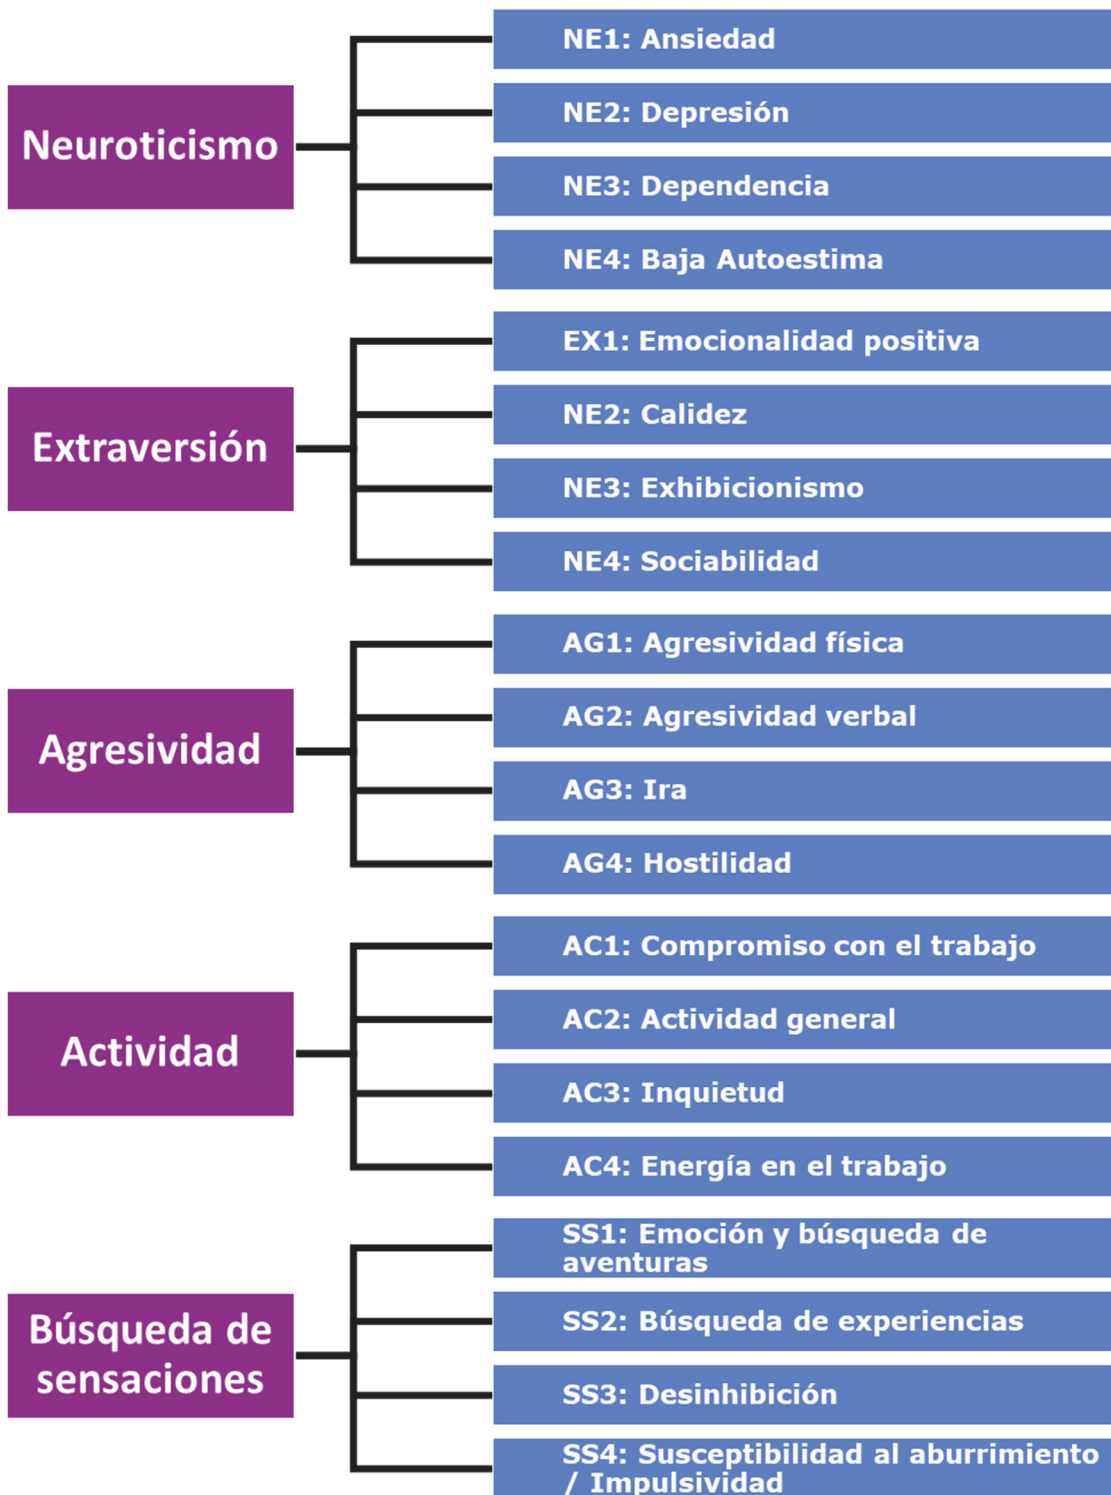 Neuroticismo
NE1: Ansiedad
NE2: Depresión
NE3: Dependencia
NE4: Baja Autoestima
Extraversión
EX1: Emocionalidad positiva
NE2: Calidez
NE3: Exhibicionismo
NE4: Sociabilidad
Agresividad
AG1: Agresividad física
AG2: Agresividad verbal
AG3: Ira
AG4: Hostilidad
Actividad
AC1: Compromiso con el trabajo
AC2: Actividad general
AC3: Inquietud
AC4: Energía en el trabajo
Búsqueda de
sensaciones
SS1: Emoción y búsqueda de
aventuras
SS2: Búsqueda de experiencias
SS3: Desinhibición
SS4: Susceptibilidad al aburrimiento
/ Impulsividad